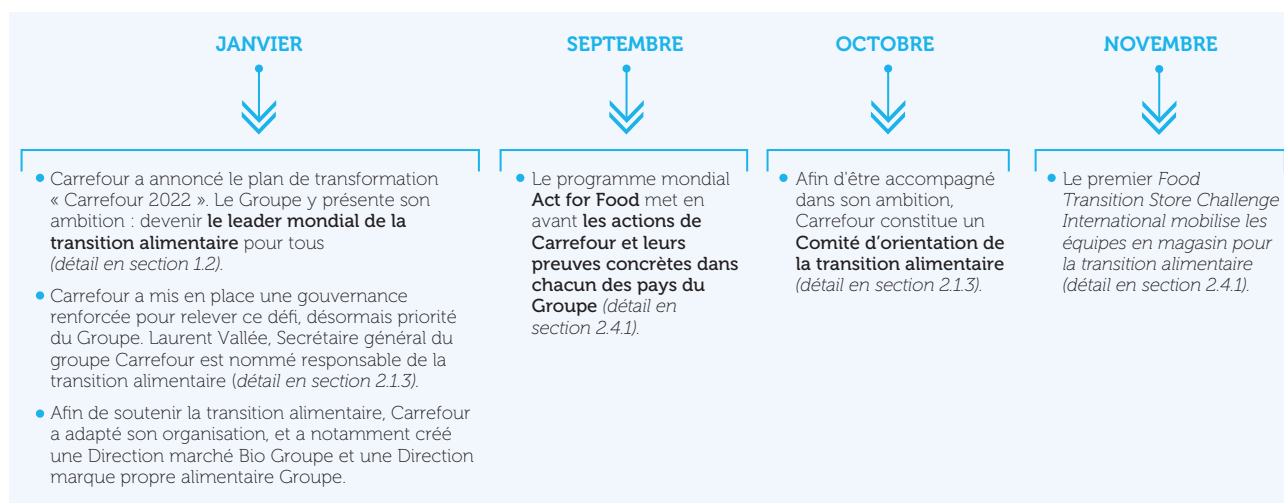 JANVIER
Carrefour a annoncé le plan de transformation
« Carrefour 2022 ». Le Groupe y présente son
ambition : devenir le leader mondial de la
transition alimentaire pour tous
(détail en section 1.2).
Carrefour a mis en place une gouvernance
renforcée pour relever ce défi, désormais priorité
du Groupe. Laurent Vallée, Secrétaire général du
groupe Carrefour est nommé responsable de la
transition alimentaire (détail en section 2.1.3).
Afin de soutenir la transition alimentaire, Carrefour
a adapté son organisation, et a notamment créé
une Direction marché Bio Groupe et une Direction
marque propre alimentaire Groupe.
SEPTEMBRE
Le programme mondial
Act for Food met en
avant les actions de
Carrefour et leurs
preuves concrètes dans
chacun des pays du
Groupe (détail en
section 2.4.1).
OCTOBRE
Afin d'être accompagné
dans son ambition,
Carrefour constitue un
Comité d'orientation de
la transition alimentaire
(détail en section 2.1.3).
NOVEMBRE
Le premier Food
Transition Store Challenge
International mobilise les
équipes en magasin pour
la transition alimentaire
(détail en section 2.4.1).